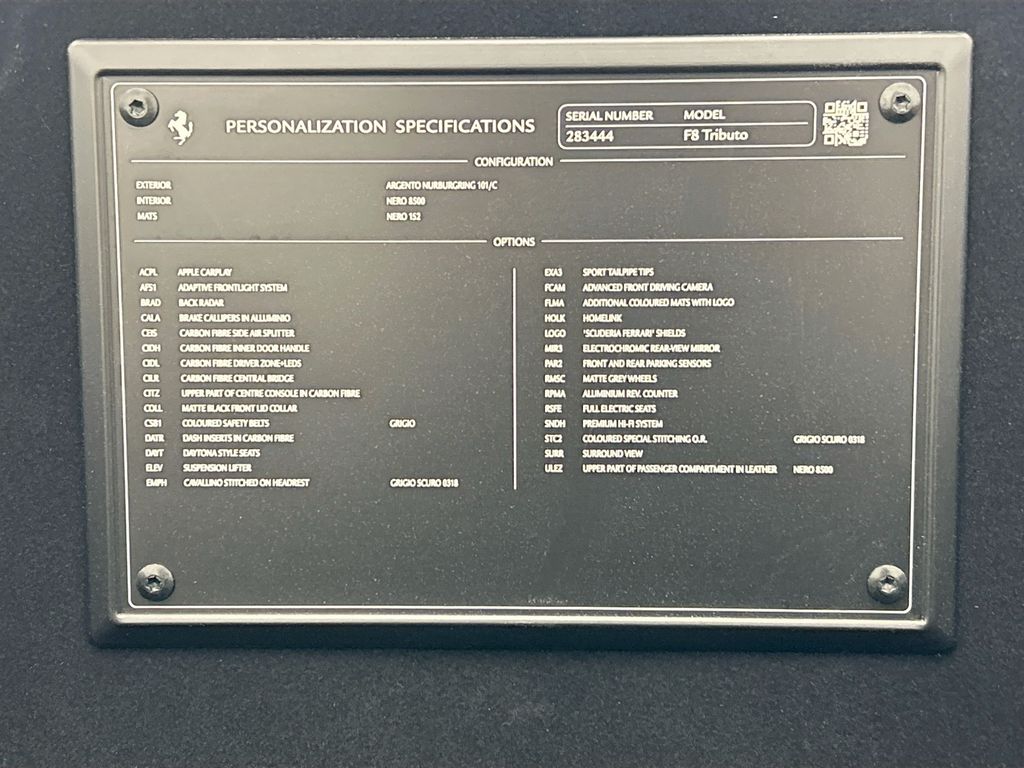 PERSONALIZATION SPECIFICATIONS
SERIAL NUMBER MODEL
283444 F8 Tributo
CONFIGURATION
EXTERIOR ARGENTO NURBURGRING 101/C
INTERIOR NERO 8500
MATS NERO 152
OPTIONS
ACPL APPLE CARPLAY
AFS1 ADAPTIVE FRONTLIGHT SYSTEM
BRAD BACK RADAR
CALA BRAKE CALLIPERS IN ALLUMINIO
CEIS CARBON FIBRE SIDE AIR SPLITTER
CIDH CARBON FIBRE INNER DOOR HANDLE
CIDL CARBON FIBRE DRIVER ZONE+LEDS
CILR CARBON FIBRE CENTRAL BRIDGE
CITZ UPPER PART OF CENTRE CONSOLE IN CARBON FIBRE
COLL MATTE BLACK FRONT LID COLLAR
CSB1 COLOURED SAFETY BELTS GRIGIO
DATR DASH INSERTS IN CARBON FIBRE
DAYT DAYTONA STYLE SEATS
ELEV SUSPENSION LIFTER
EMPH CAVALLINO STITCHED ON HEADREST GRIGIO SCURO 0318
EXA3 SPORT TAILPIPE TIPS
FCAM ADVANCED FRONT DRIVING CAMERA
FLMA ADDITIONAL COLOURED MATS WITH LOGO
HOLK HOMELINK
LOGO 'SCUDERIA FERRARI' SHIELDS
MIR3 ELECTROCHROMIC REAR-VIEW MIRROR
PAR2 FRONT AND REAR PARKING SENSORS
RMSC MATTE GREY WHEELS
RPMA ALUMINIUM REV. COUNTER
RSFE FULL ELECTRIC SEATS
SNDH PREMIUM HI-FI SYSTEM
STC2 COLOURED SPECIAL STITCHING O.R. GRIGIO SCURO 0318
SURR SURROUND VIEW
ULEZ UPPER PART OF PASSENGER COMPARTMENT IN LEATHER NERO 8500